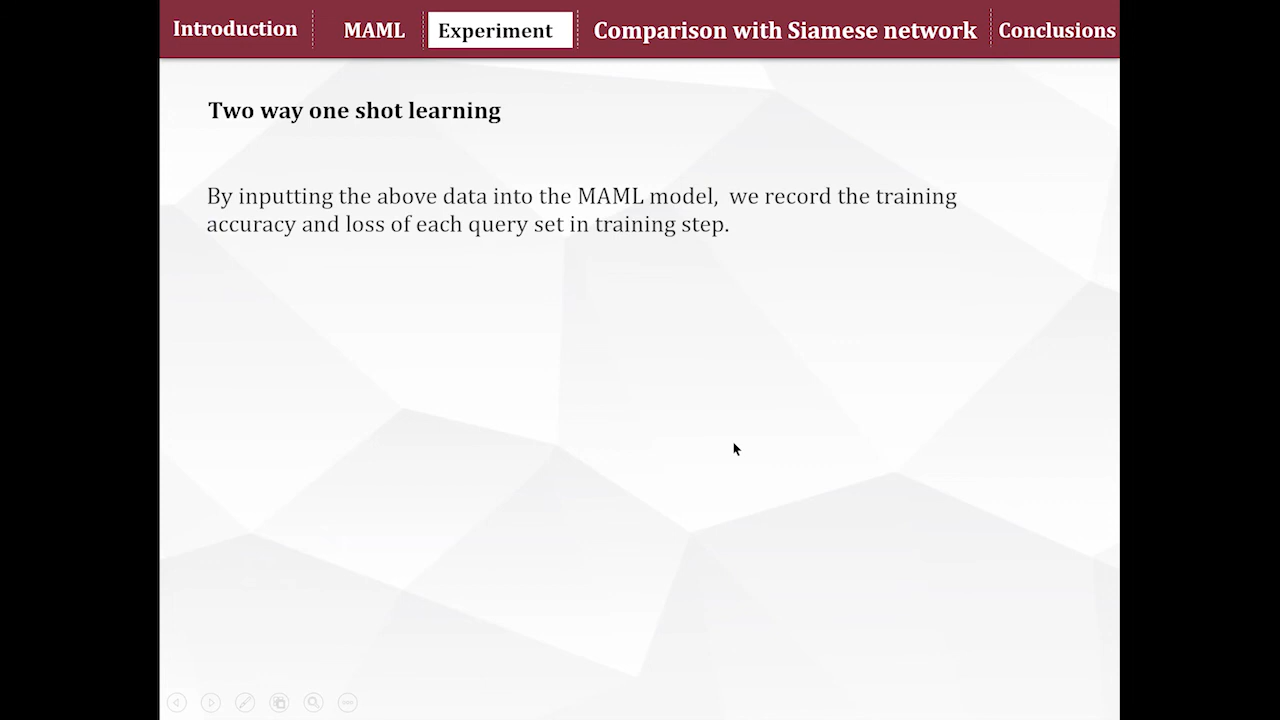 Introduction MAML Experiment Comparison with Siamese network Conclusions
Two way one shot learning
By inputting the above data into the MAML model, we record the training
accuracy and loss of each query set in training step.